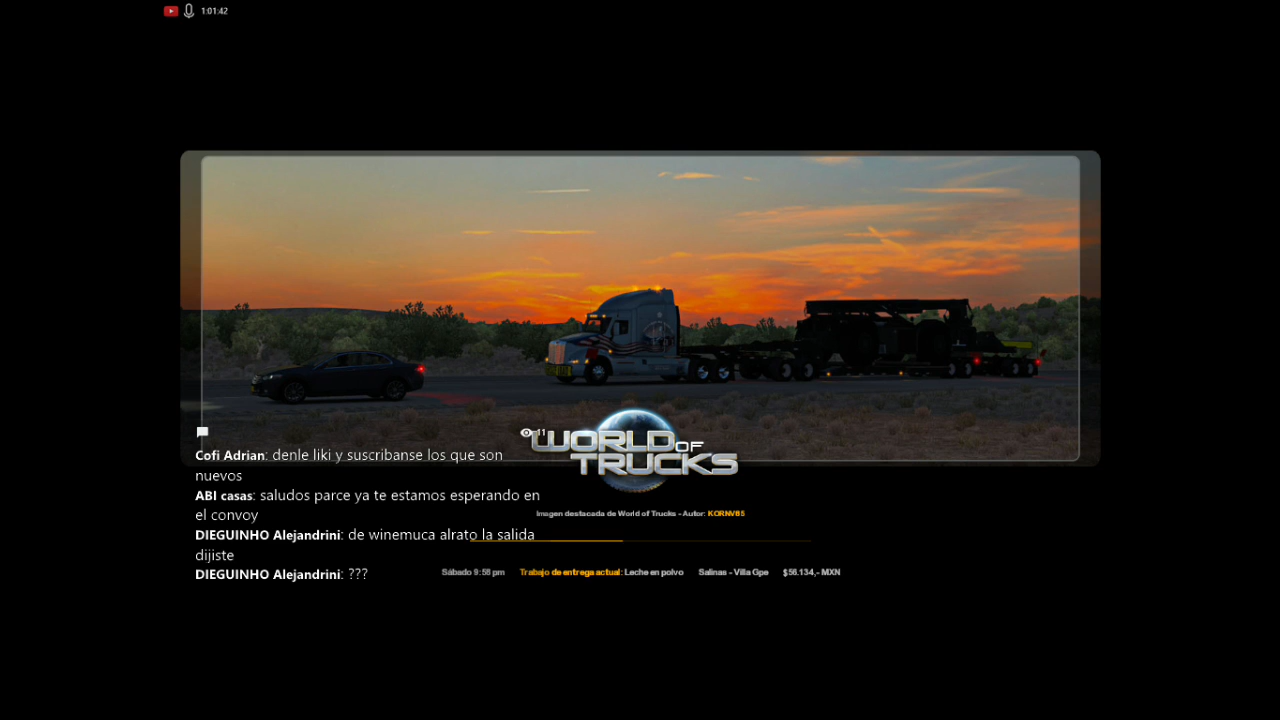 1:01:42
Cofi Adrian: denle liki y suscribanse los que son
nuevos
ABI casas: saludos parce ya te estamos esperando en
el convoy
DIEGUINHO Alejandrini: de winemuca alrato la salida
dijiste
DIEGUINHO Alejandrini: ???
11
WORLD OF
TRUCKS
Imagen destacada de World of Trucks - Autor: KORNVI65
Sábado 9:58 pm Trabajo de entrega actual: Leche en polvo Salinas - Villa Gpe $56.134,- MXN